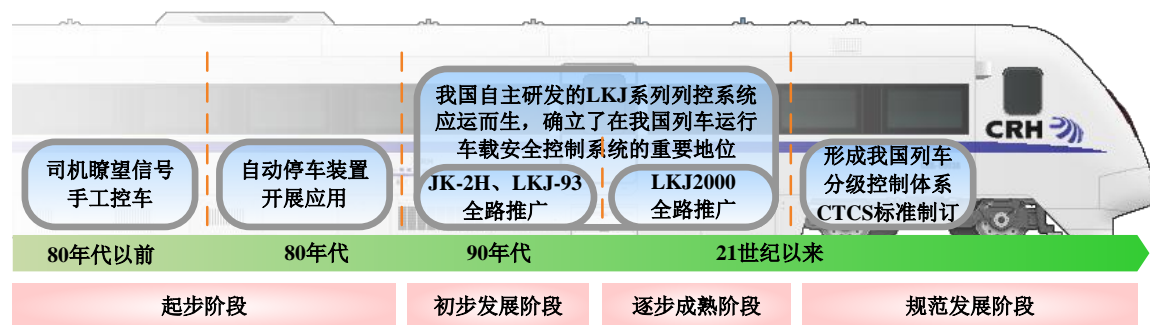 我国自主研发的LKJ系列列控系统
应运而生，确立了在我国列车运行
车载安全控制系统的重要地位
CRH
司机瞭望信号
手工控车
自动停车装置
开展应用
JK-2H、LKJ-93
全路推广
LKJ2000
全路推广
形成我国列车
分级控制体系
CTCS标准制订
80年代以前
80年代
90年代
21世纪以来
起步阶段
初步发展阶段
逐步成熟阶段
规范发展阶段